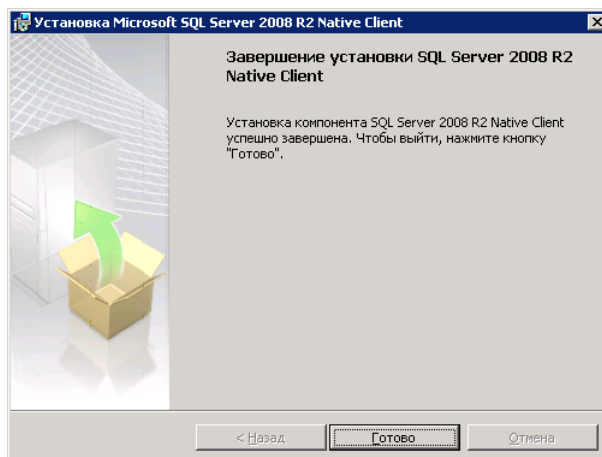 Установка Microsoft SQL Server 2008 R2 Native Client
Завершение установки SQL Server 2008 R2
Native Client
Установка компонента SQL Server 2008 R2 Native Client
успешно завершена. Чтобы выйти, нажмите кнопку
"Готово".
< Назад
Готово
Отмена